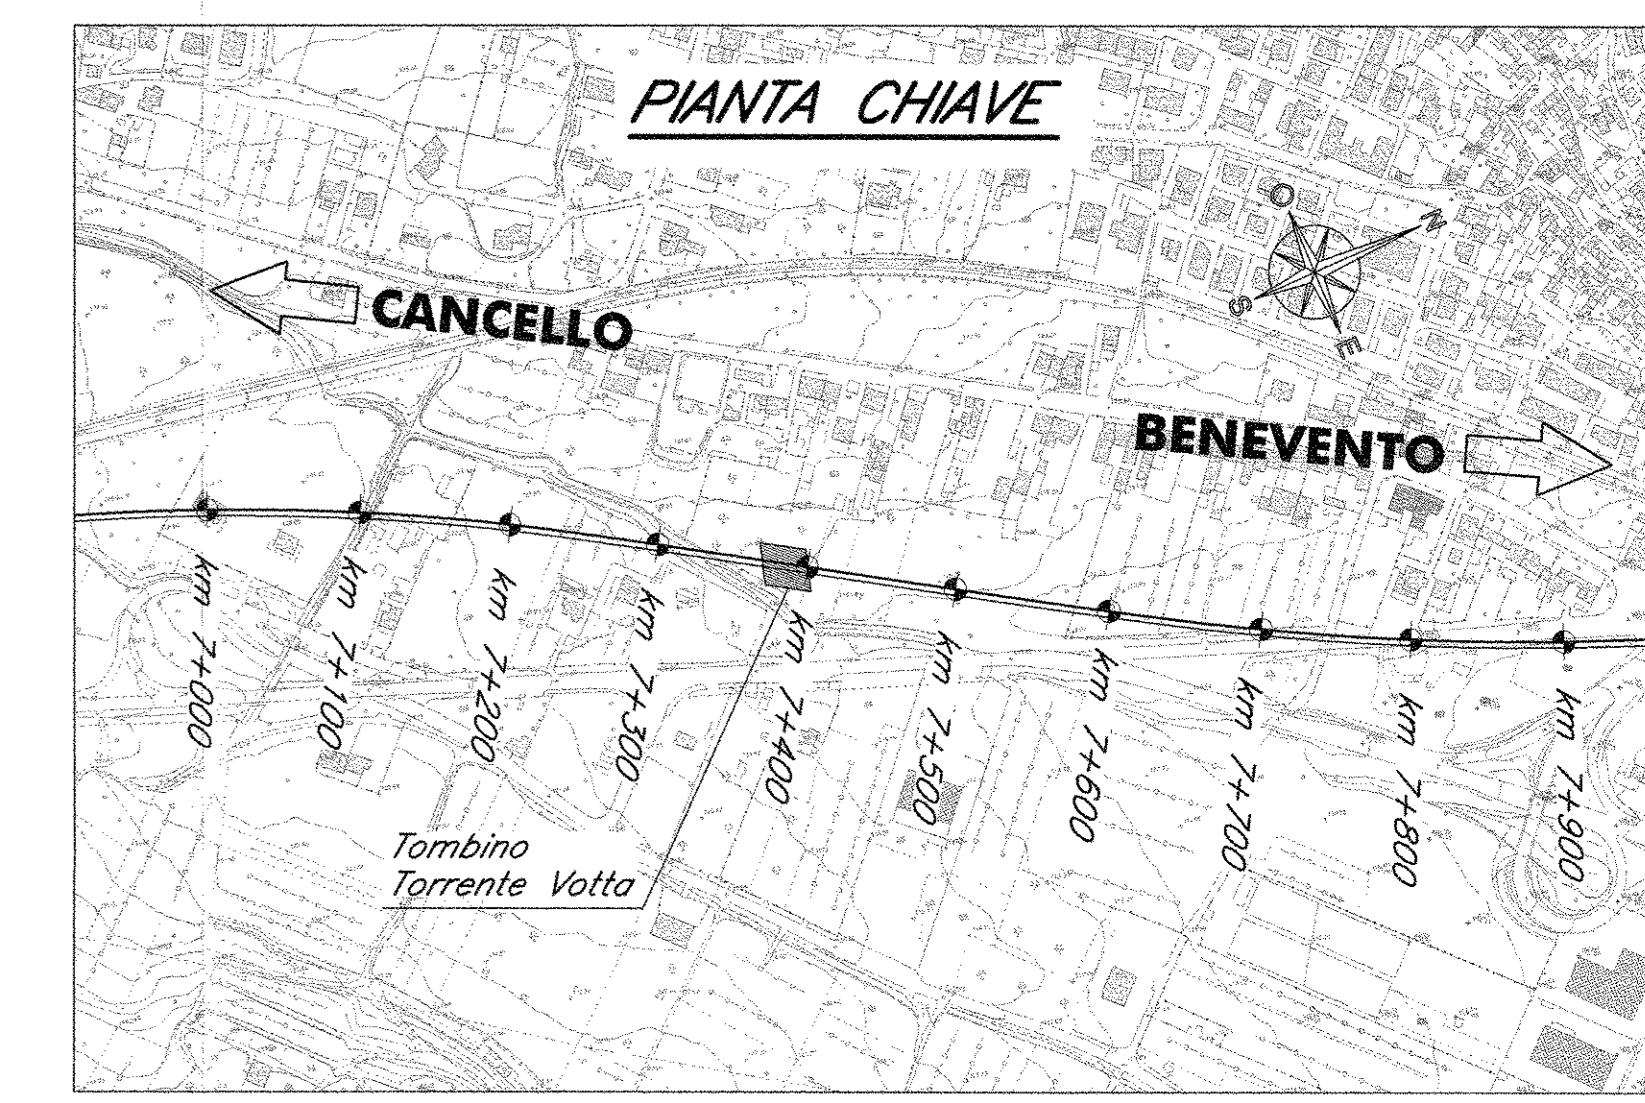 PIANTA CHIAVE
O
N
S
E
CANCELLO
BENEVENTO
km 7+000
km 7+100
km 7+200
km 7+300
km 7+400
km 7+500
km 7+600
km 7+700
km 7+800
km 7+900
Tombino
Torrente Votta